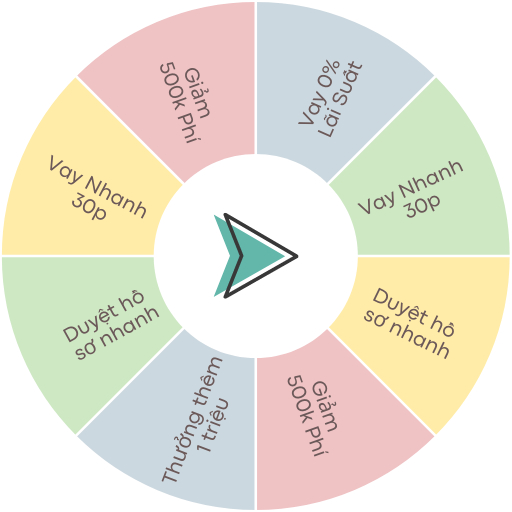 Vay 0%
Lãi Suất
Vay Nhanh
30p
Duyệt hồ
sơ nhanh
Giảm
500k Phí
Thưởng thêm
1 triệu
Duyệt hồ
sơ nhanh
Vay Nhanh
30p
Giảm
500k Phí